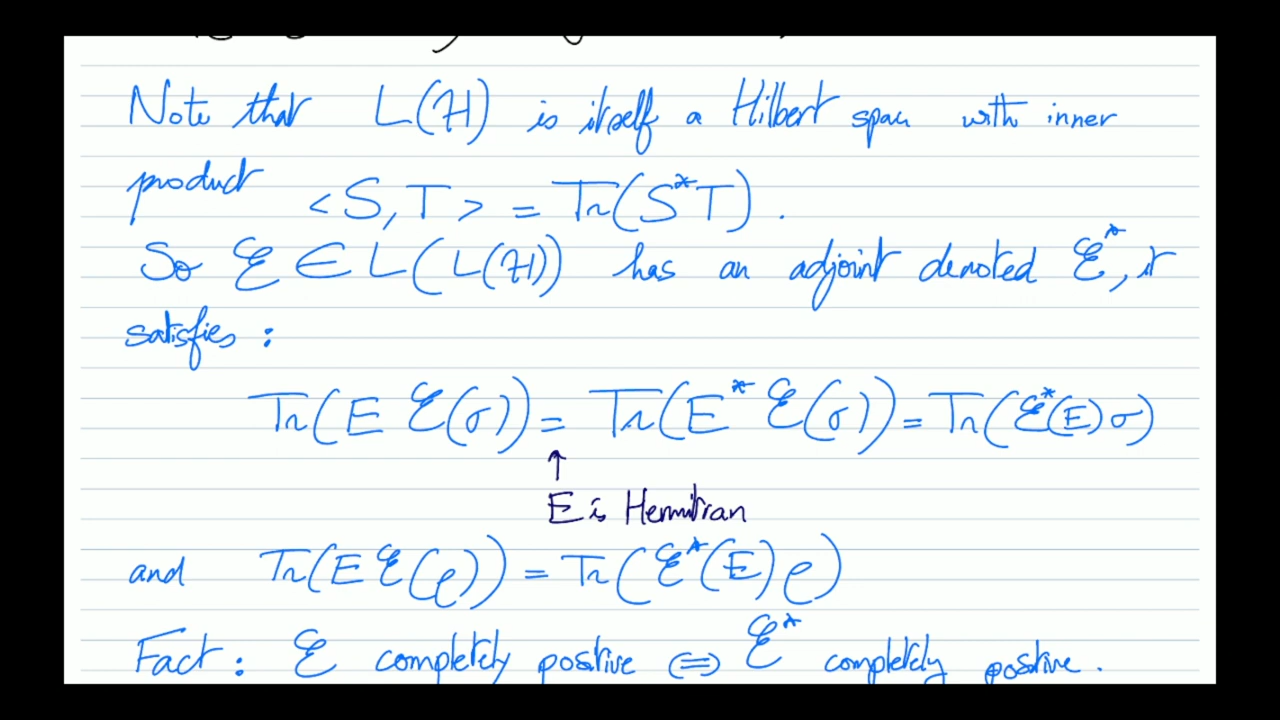 Note that L(H) is itself a Hilbert space with inner
product <S, T> = Tr(S*T).
So ℰ ∈ L(L(H)) has an adjoint denoted ℰ*, it
satisfies:
Tr(E ℰ(σ)) = Tr(E* ℰ(σ)) = Tr(ℰ*(E)σ)
↑
E is Hermitian
and Tr(E ℰ(ρ)) = Tr(ℰ*(E)ρ)
Fact: ℰ completely positive ⇔ ℰ* completely positive.